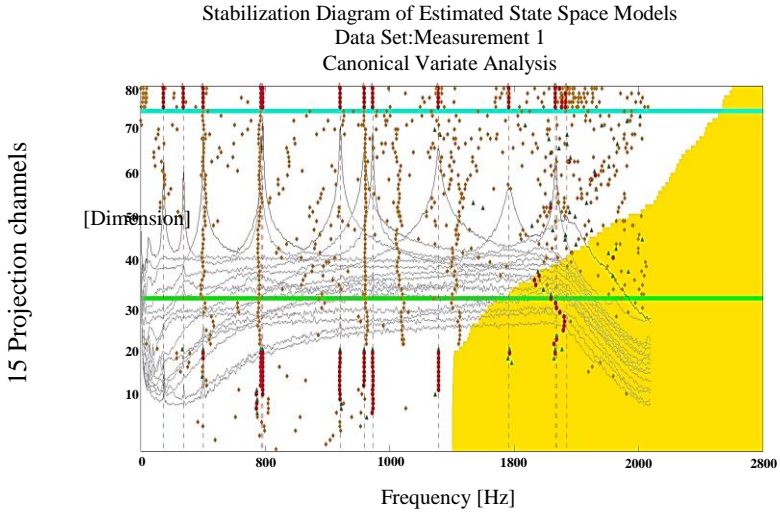 Stabilization Diagram of Estimated State Space Models
Data Set:Measurement 1
Canonical Variate Analysis
15 Projection channels
[Dimension]
80
70
60
50
40
30
20
10
0 800 1000 1800 2000 2800
Frequency [Hz]